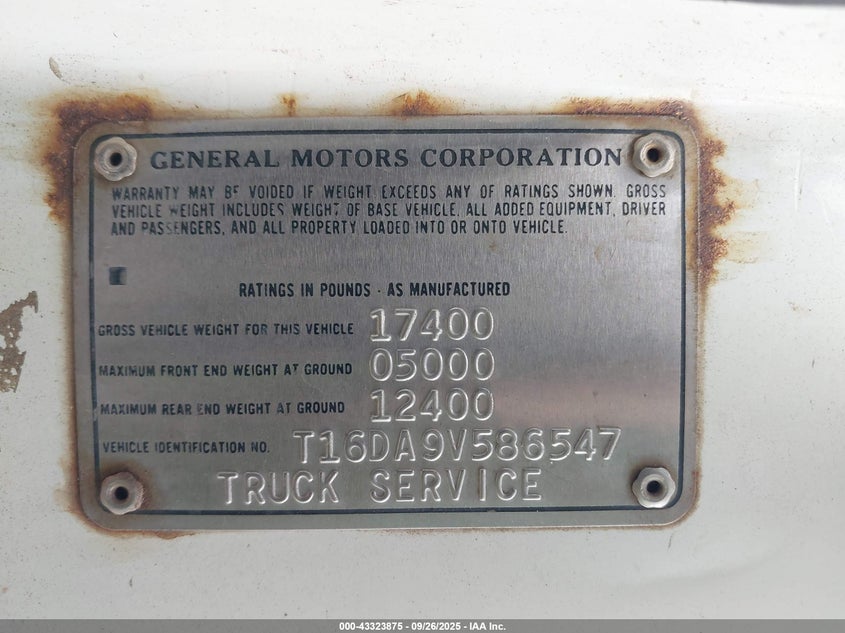 GENERAL MOTORS CORPORATION
WARRANTY MAY BE VOIDED IF WEIGHT EXCEEDS ANY OF RATINGS SHOWN. GROSS
VEHICLE WEIGHT INCLUDES WEIGHT OF BASE VEHICLE, ALL ADDED EQUIPMENT, DRIVER
AND PASSENGERS, AND ALL PROPERTY LOADED INTO OR ONTO VEHICLE.
RATINGS IN POUNDS - AS MANUFACTURED
GROSS VEHICLE WEIGHT FOR THIS VEHICLE 17400
MAXIMUM FRONT END WEIGHT AT GROUND 05000
MAXIMUM REAR END WEIGHT AT GROUND 12400
VEHICLE IDENTIFICATION NO. T16DA9V586547
TRUCK SERVICE
000-43323875 - 09/26/2025 - IAA Inc.